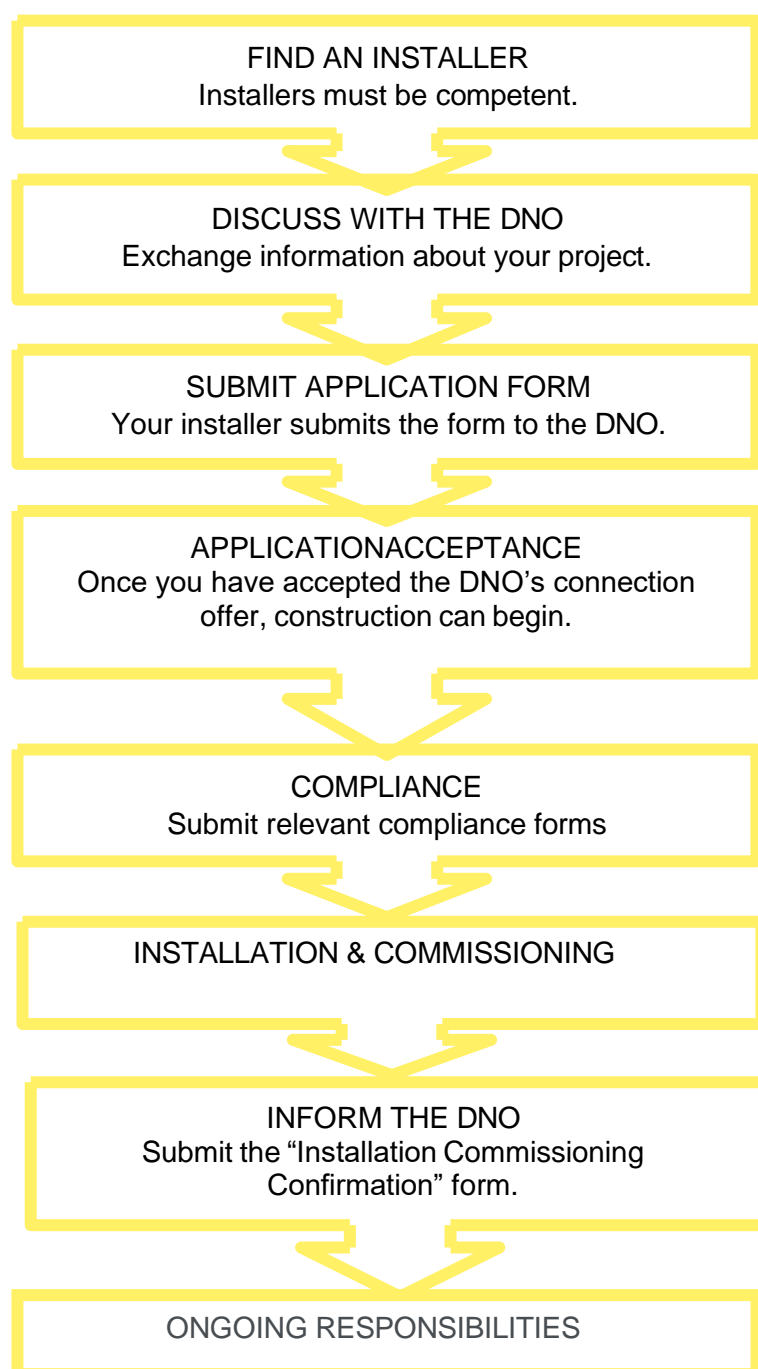 FIND AN INSTALLER
Installers must be competent.
DISCUSS WITH THE DNO
Exchange information about your project.
SUBMIT APPLICATION FORM
Your installer submits the form to the DNO.
APPLICATIONACCEPTANCE
Once you have accepted the DNO’s connection
offer, construction can begin.
COMPLIANCE
Submit relevant compliance forms
INSTALLATION & COMMISSIONING
INFORM THE DNO
Submit the “Installation Commissioning
Confirmation” form.
ONGOING RESPONSIBILITIES